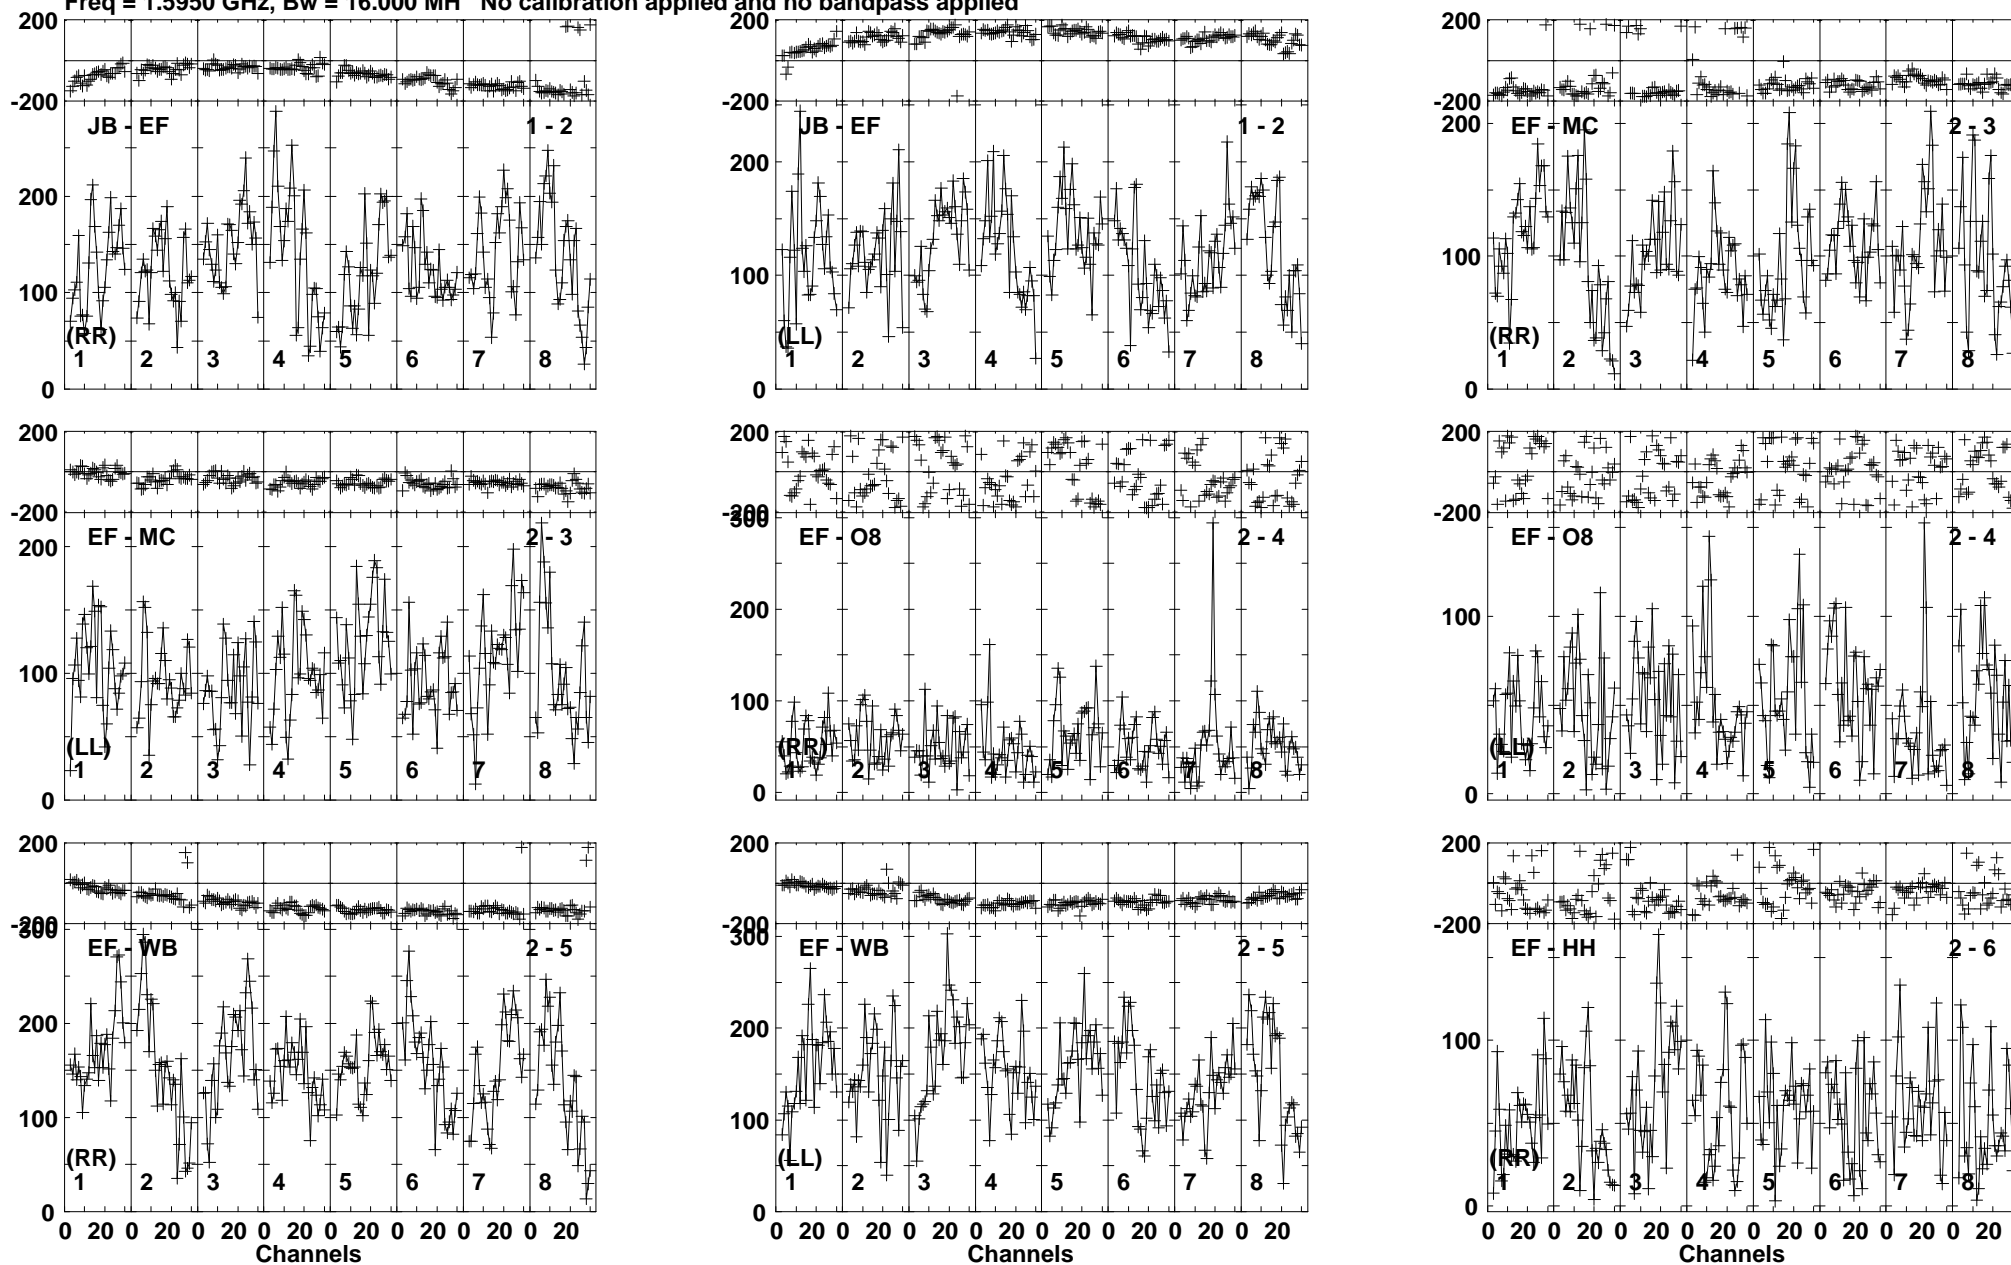 Freq = 1.5950 GHz, Bw = 16.000 MH No calibration applied and no bandpass applied
200 200 200
-200 -200 -200
JB - EF 1 - 2 JB - EF 1 - 2 EF - MC 2 - 3
200 200 200
100 100 100
(RR) (LL) (RR)
1 2 3 4 5 6 7 8 1 2 3 4 5 6 7 8 1 2 3 4 5 6 7 8
0 0 0
200 200 200
-200 -200 -200
300
EF - MC 2 - 3 EF - O8 2 - 4 EF - O8 2 - 4
200 200
100 100 100
(LL) (RR) (LL)
1 2 3 4 5 6 7 8 1 2 3 4 5 6 7 8 1 2 3 4 5 6 7 8
0 0 0
200 200 200
-200 -200 -200
300 300
EF - WB 2 - 5 EF - WB 2 - 5 EF - HH 2 - 6
200 200
100 100 100
(RR) (LL) (RR)
1 2 3 4 5 6 7 8 1 2 3 4 5 6 7 8 1 2 3 4 5 6 7 8
0 0 0
0 20 0 20 0 20 0 20 0 20 0 20 0 20 0 20 0 20 0 20 0 20 0 20 0 20 0 20 0 20 0 20 0 20 0 20 0 20 0 20 0 20 0 20 0 20 0 20
Channels Channels Channels